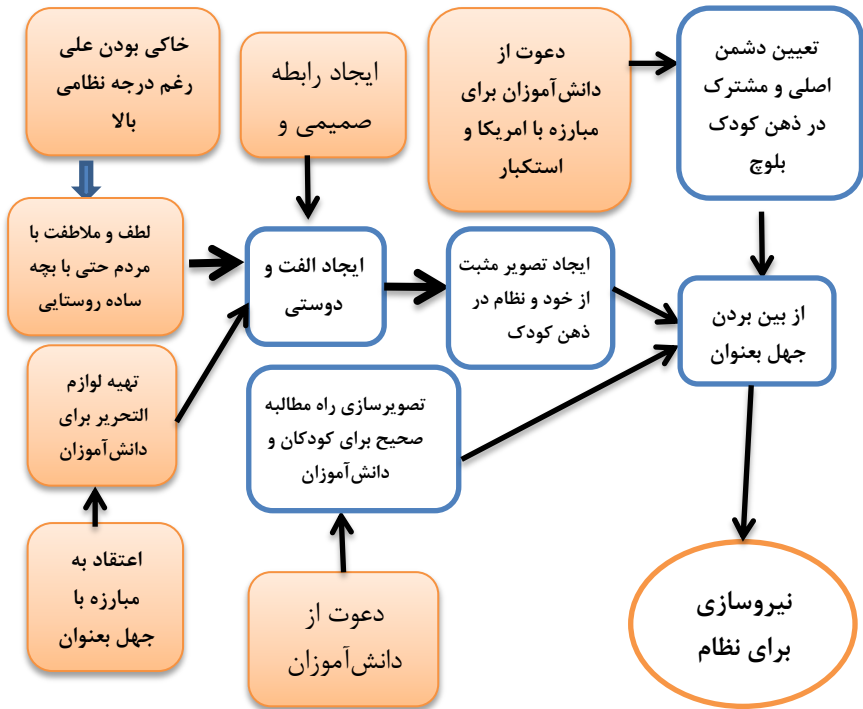 خاکی بودن علی
رغم درجه نظامی
بالا
ایجاد رابطه
صمیمی و
دعوت از
دانش‌آموزان برای
مبارزه با امریکا و
استکبار
تعیین دشمن
اصلی و مشترک
در ذهن کودک
بلوچ
لطف و ملاطفت با
مردم حتی با بچه
ساده روستایی
ایجاد الفت و
دوستی
ایجاد تصویر مثبت
از خود و نظام در
ذهن کودک
از بین بردن
جهل بعنوان
تهیه لوازم
التحریر برای
دانش‌آموزان
تصویرسازی راه مطالبه
صحیح برای کودکان و
دانش‌آموزان
اعتقاد به
مبارزه با
جهل بعنوان
دعوت از
دانش‌آموزان
نیروسازی
برای نظام